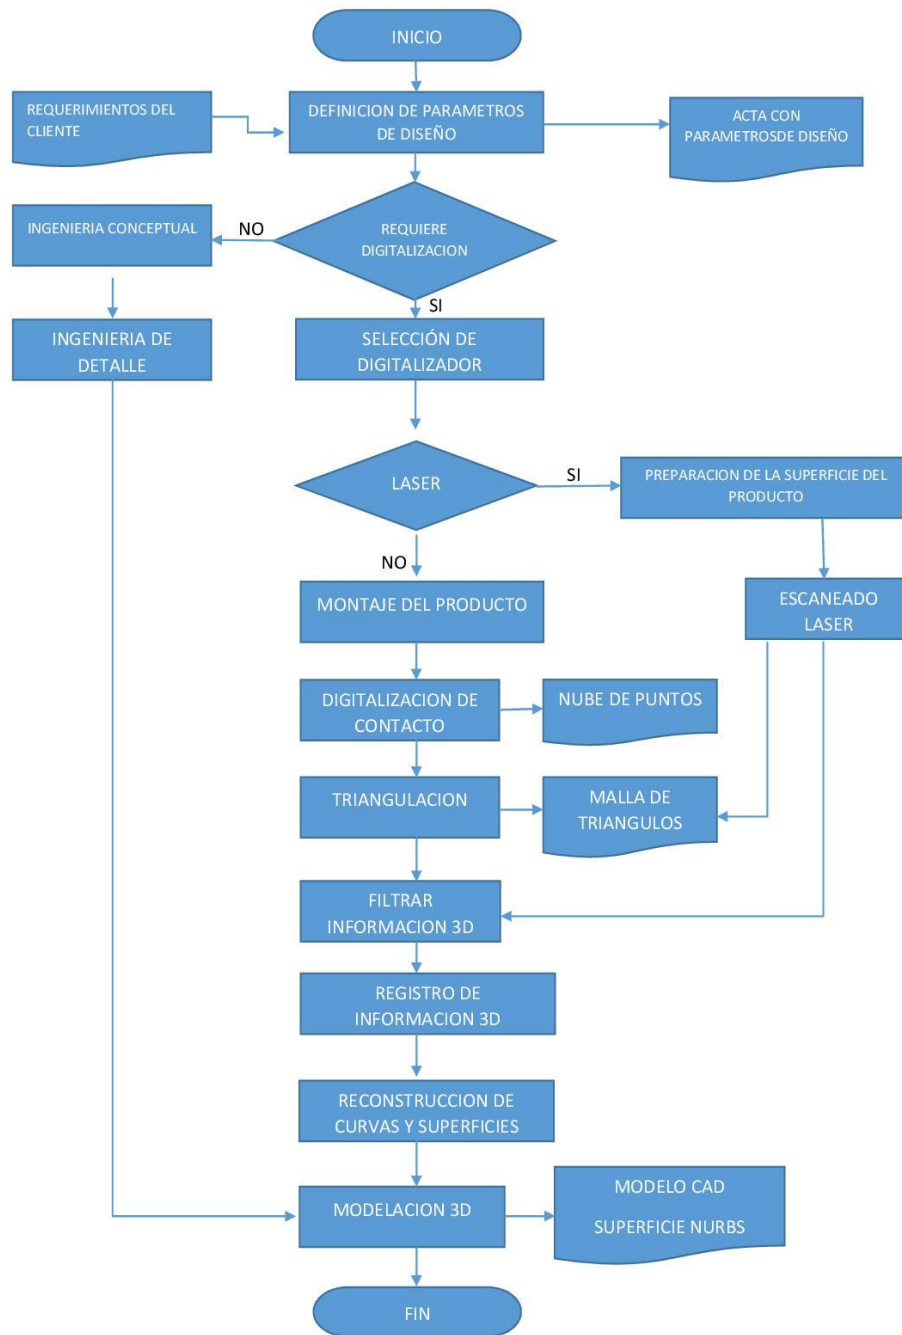 INICIO
REQUERIMIENTOS DEL
CLIENTE
DEFINICION DE PARAMETROS
DE DISEÑO
ACTA CON
PARAMETROSDE DISEÑO
INGENIERIA CONCEPTUAL
NO
REQUIERE
DIGITALIZACION
SI
INGENIERIA DE
DETALLE
SELECCIÓN DE
DIGITALIZADOR
LASER
SI
PREPARACION DE LA SUPERFICIE DEL
PRODUCTO
NO
MONTAJE DEL PRODUCTO
ESCANEADO
LASER
DIGITALIZACION DE
CONTACTO
NUBE DE PUNTOS
TRIANGULACION
MALLA DE
TRIANGULOS
FILTRAR
INFORMACION 3D
REGISTRO DE
INFORMACION 3D
RECONSTRUCCION DE
CURVAS Y SUPERFICIES
MODELACION 3D
MODELO CAD
SUPERFICIE NURBS
FIN